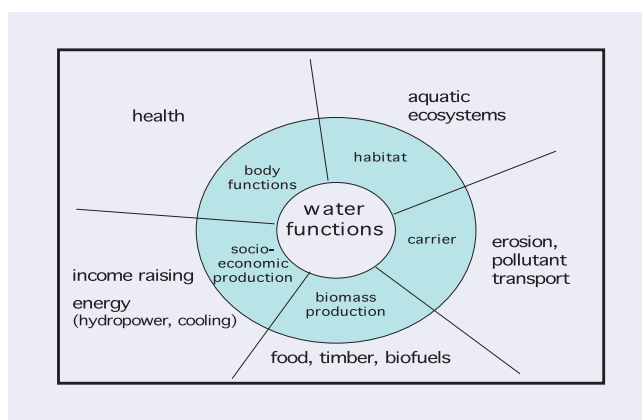 health
aquatic
ecosystems
body
functions
habitat
water
functions
carrier
socio-
economic
production
biomass
production
erosion,
pollutant
transport
income raising
energy
(hydropower, cooling)
food, timber, biofuels